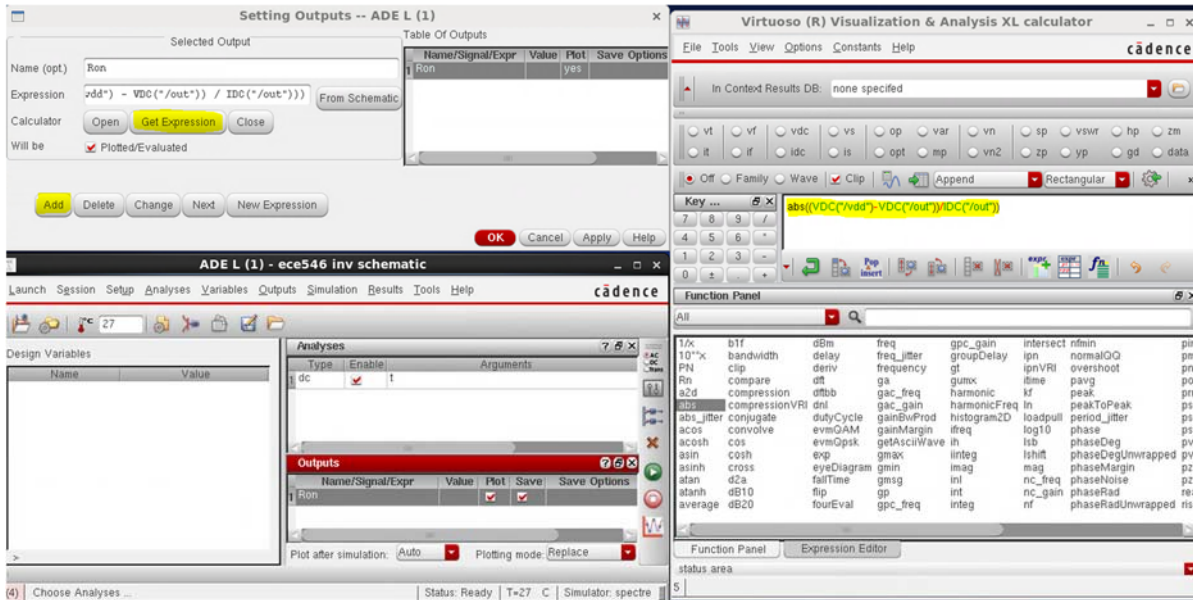 Setting Outputs -- ADE L (1)
Selected Output
Name (opt.) Ron
Expression vdd") - VDC("/out")) / IDC("/out"))) From Schematic
Calculator Open Get Expression Close
Will be Plotted/Evaluated
Add Delete Change Next New Expression
OK Cancel Apply Help
Table Of Outputs
Name/Signal/Expr Value Plot Save Options
1 Ron yes
ADE L (1) - ece546 inv schematic
Launch Session Setup Analyses Variables Outputs Simulation Results Tools Help cādence
27
Design Variables
Name Value
Analyses
Type Enable Arguments
1 dc t
Outputs
Name/Signal/Expr Value Plot Save Save Options
1 Ron
Plot after simulation: Auto Plotting mode: Replace
AC
DC
Trans
>
(4) Choose Analyses ... Status: Ready T=27 C Simulator: spectre
Virtuoso (R) Visualization & Analysis XL calculator
File Tools View Options Constants Help cādence
In Context Results DB: none specifed
vt vf vdc vs op var vn sp vswr hp zm
it if idc is opt mp vn2 zp yp gd data
Off Family Wave Clip Append Rectangular
Key ...
7 8 9 /
4 5 6 *
1 2 3 -
0 ± . +
abs((VDC("/vdd")-VDC("/out"))/IDC("/out"))
Pop
insert
expr
Function Panel
All
1/x b1f dBm freq gpc_gain intersect nfmin
10**x bandwidth delay freq_jitter groupDelay ipn normalQQ
PN clip deriv frequency gt ipnVRI overshoot
Rn compare dft ga gumx itime pavg
a2d compression dftbb gac_freq harmonic kf peak
abs compressionVRI dnl gac_gain harmonicFreq ln peakToPeak
abs_jitter conjugate dutyCycle gainBwProd histogram2D loadpull period_jitter
acos convolve evmQAM gainMargin ifreq log10 phase
acosh cos evmQpsk getAsciiWave ih lsb phaseDeg
asin cosh exp gmax iinteg lshift phaseDegUnwrapped
asinh cross eyeDiagram gmin imag mag phaseMargin
atan d2a fallTime gmsg inl nc_freq phaseNoise
atanh dB10 flip gp int nc_gain phaseRad
average dB20 fourEval gpc_freq integ nf phaseRadUnwrapped
Function Panel Expression Editor
status area
5